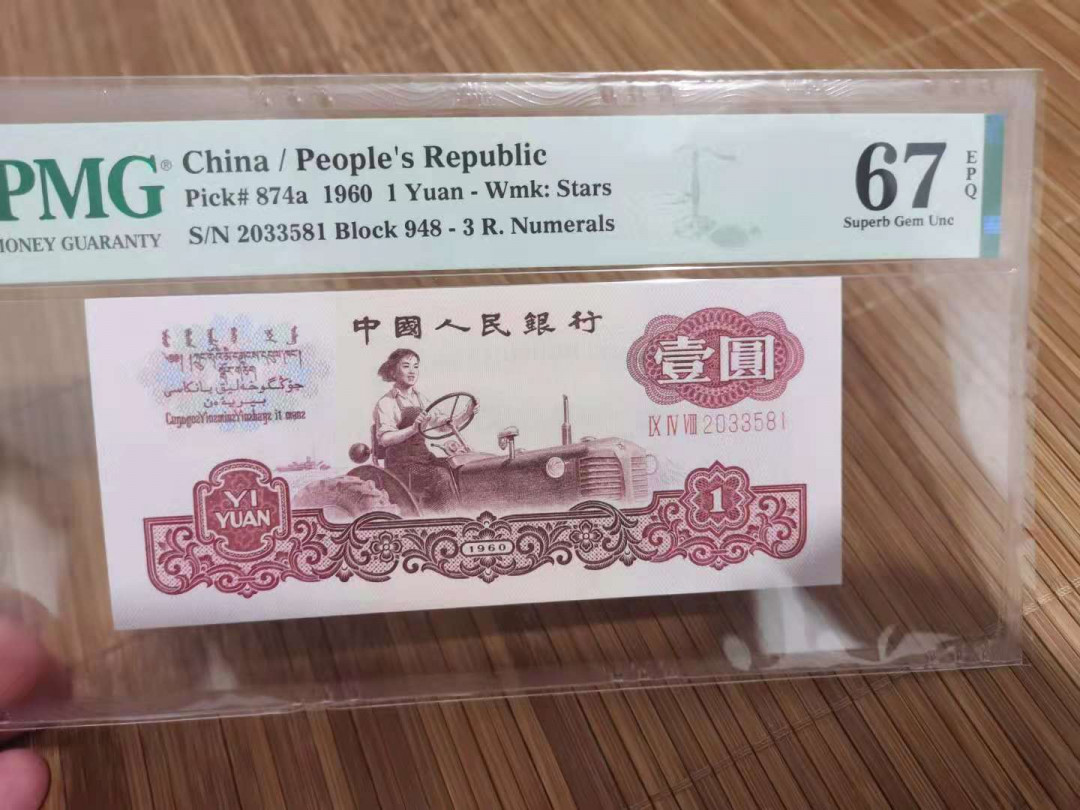 PMG®
MONEY GUARANTY
China / People's Republic
Pick# 874a 1960 1 Yuan - Wmk: Stars
S/N 2033581 Block 948 - 3 R. Numerals
67
EPQ
Superb Gem Unc
中國人民銀行
壹圓
IX IV VIII 2033581
YI
YUAN
1960
1